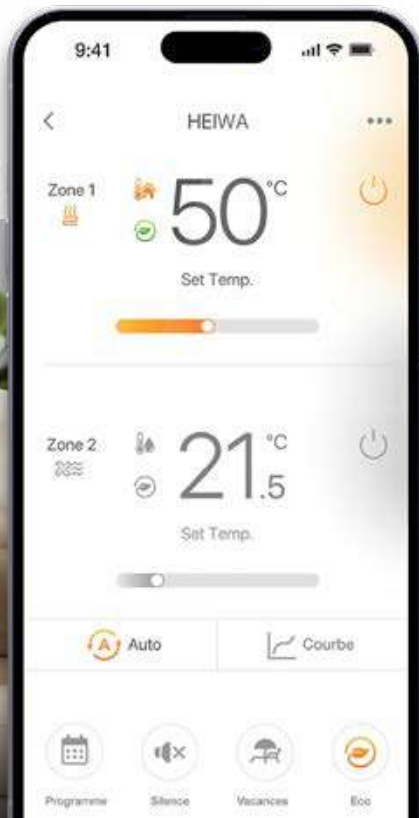 9:41
HEIWA
Zone 1
50°C
Set Temp.
Zone 2
21.5°C
Set Temp.
A Auto
Courbe
Programme
Silence
Vacances
Eco